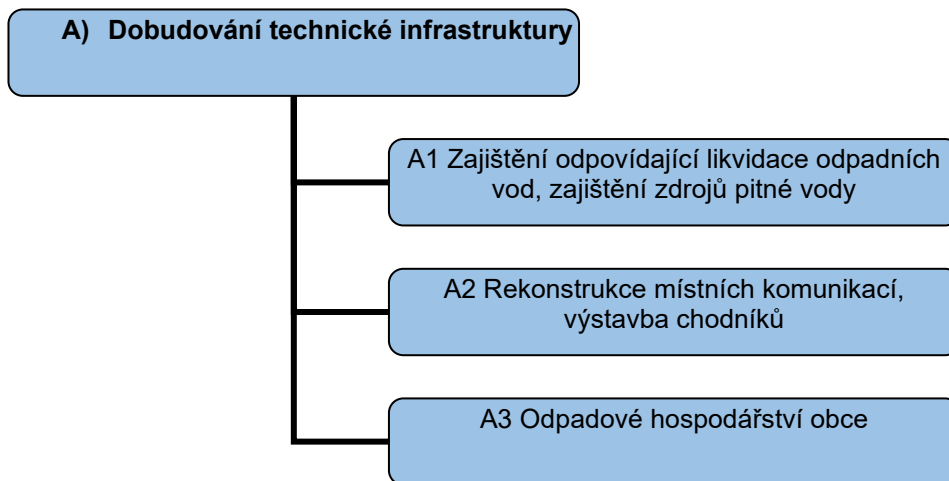 A) Dobudování technické infrastruktury
A1 Zajištění odpovídající likvidace odpadních
vod, zajištění zdrojů pitné vody
A2 Rekonstrukce místních komunikací,
výstavba chodníků
A3 Odpadové hospodářství obce